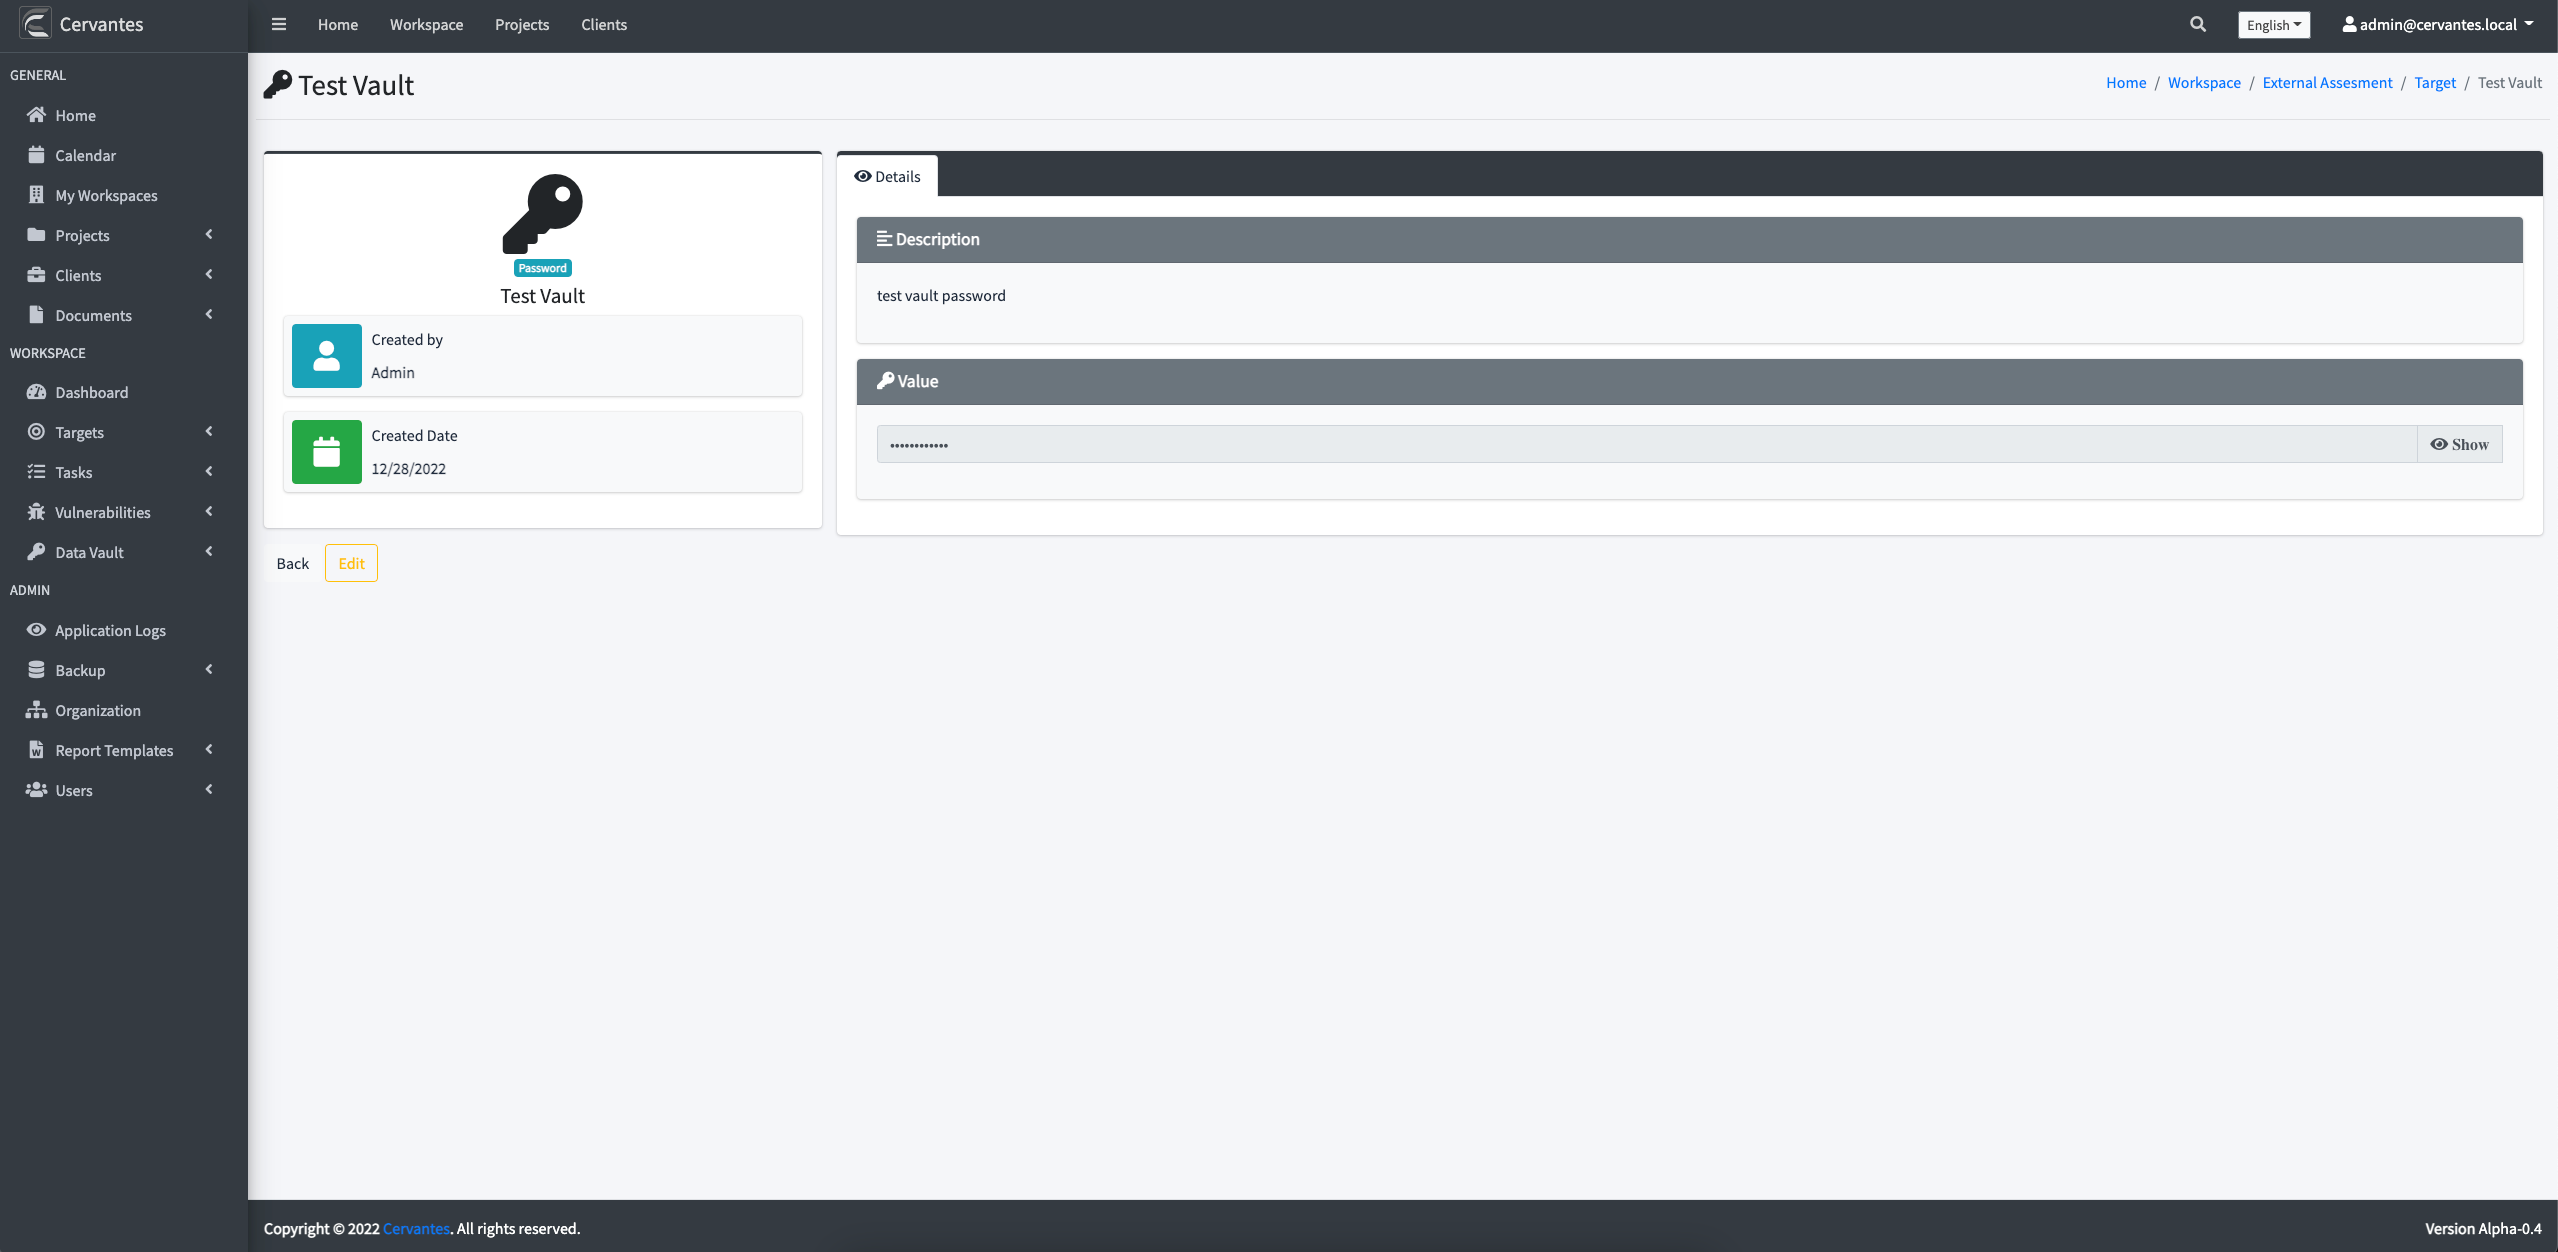 Cervantes
Home Workspace Projects Clients
English
admin@cervantes.local
GENERAL
Home
Calendar
My Workspaces
Projects
Clients
Documents
WORKSPACE
Dashboard
Targets
Tasks
Vulnerabilities
Data Vault
ADMIN
Application Logs
Backup
Organization
Report Templates
Users
Test Vault
Home / Workspace / External Assesment / Target / Test Vault
Password
Test Vault
Created by
Admin
Created Date
12/28/2022
Back
Edit
Details
Description
test vault password
Value
••••••••••••
Show
Copyright © 2022 Cervantes. All rights reserved.
Version Alpha-0.4